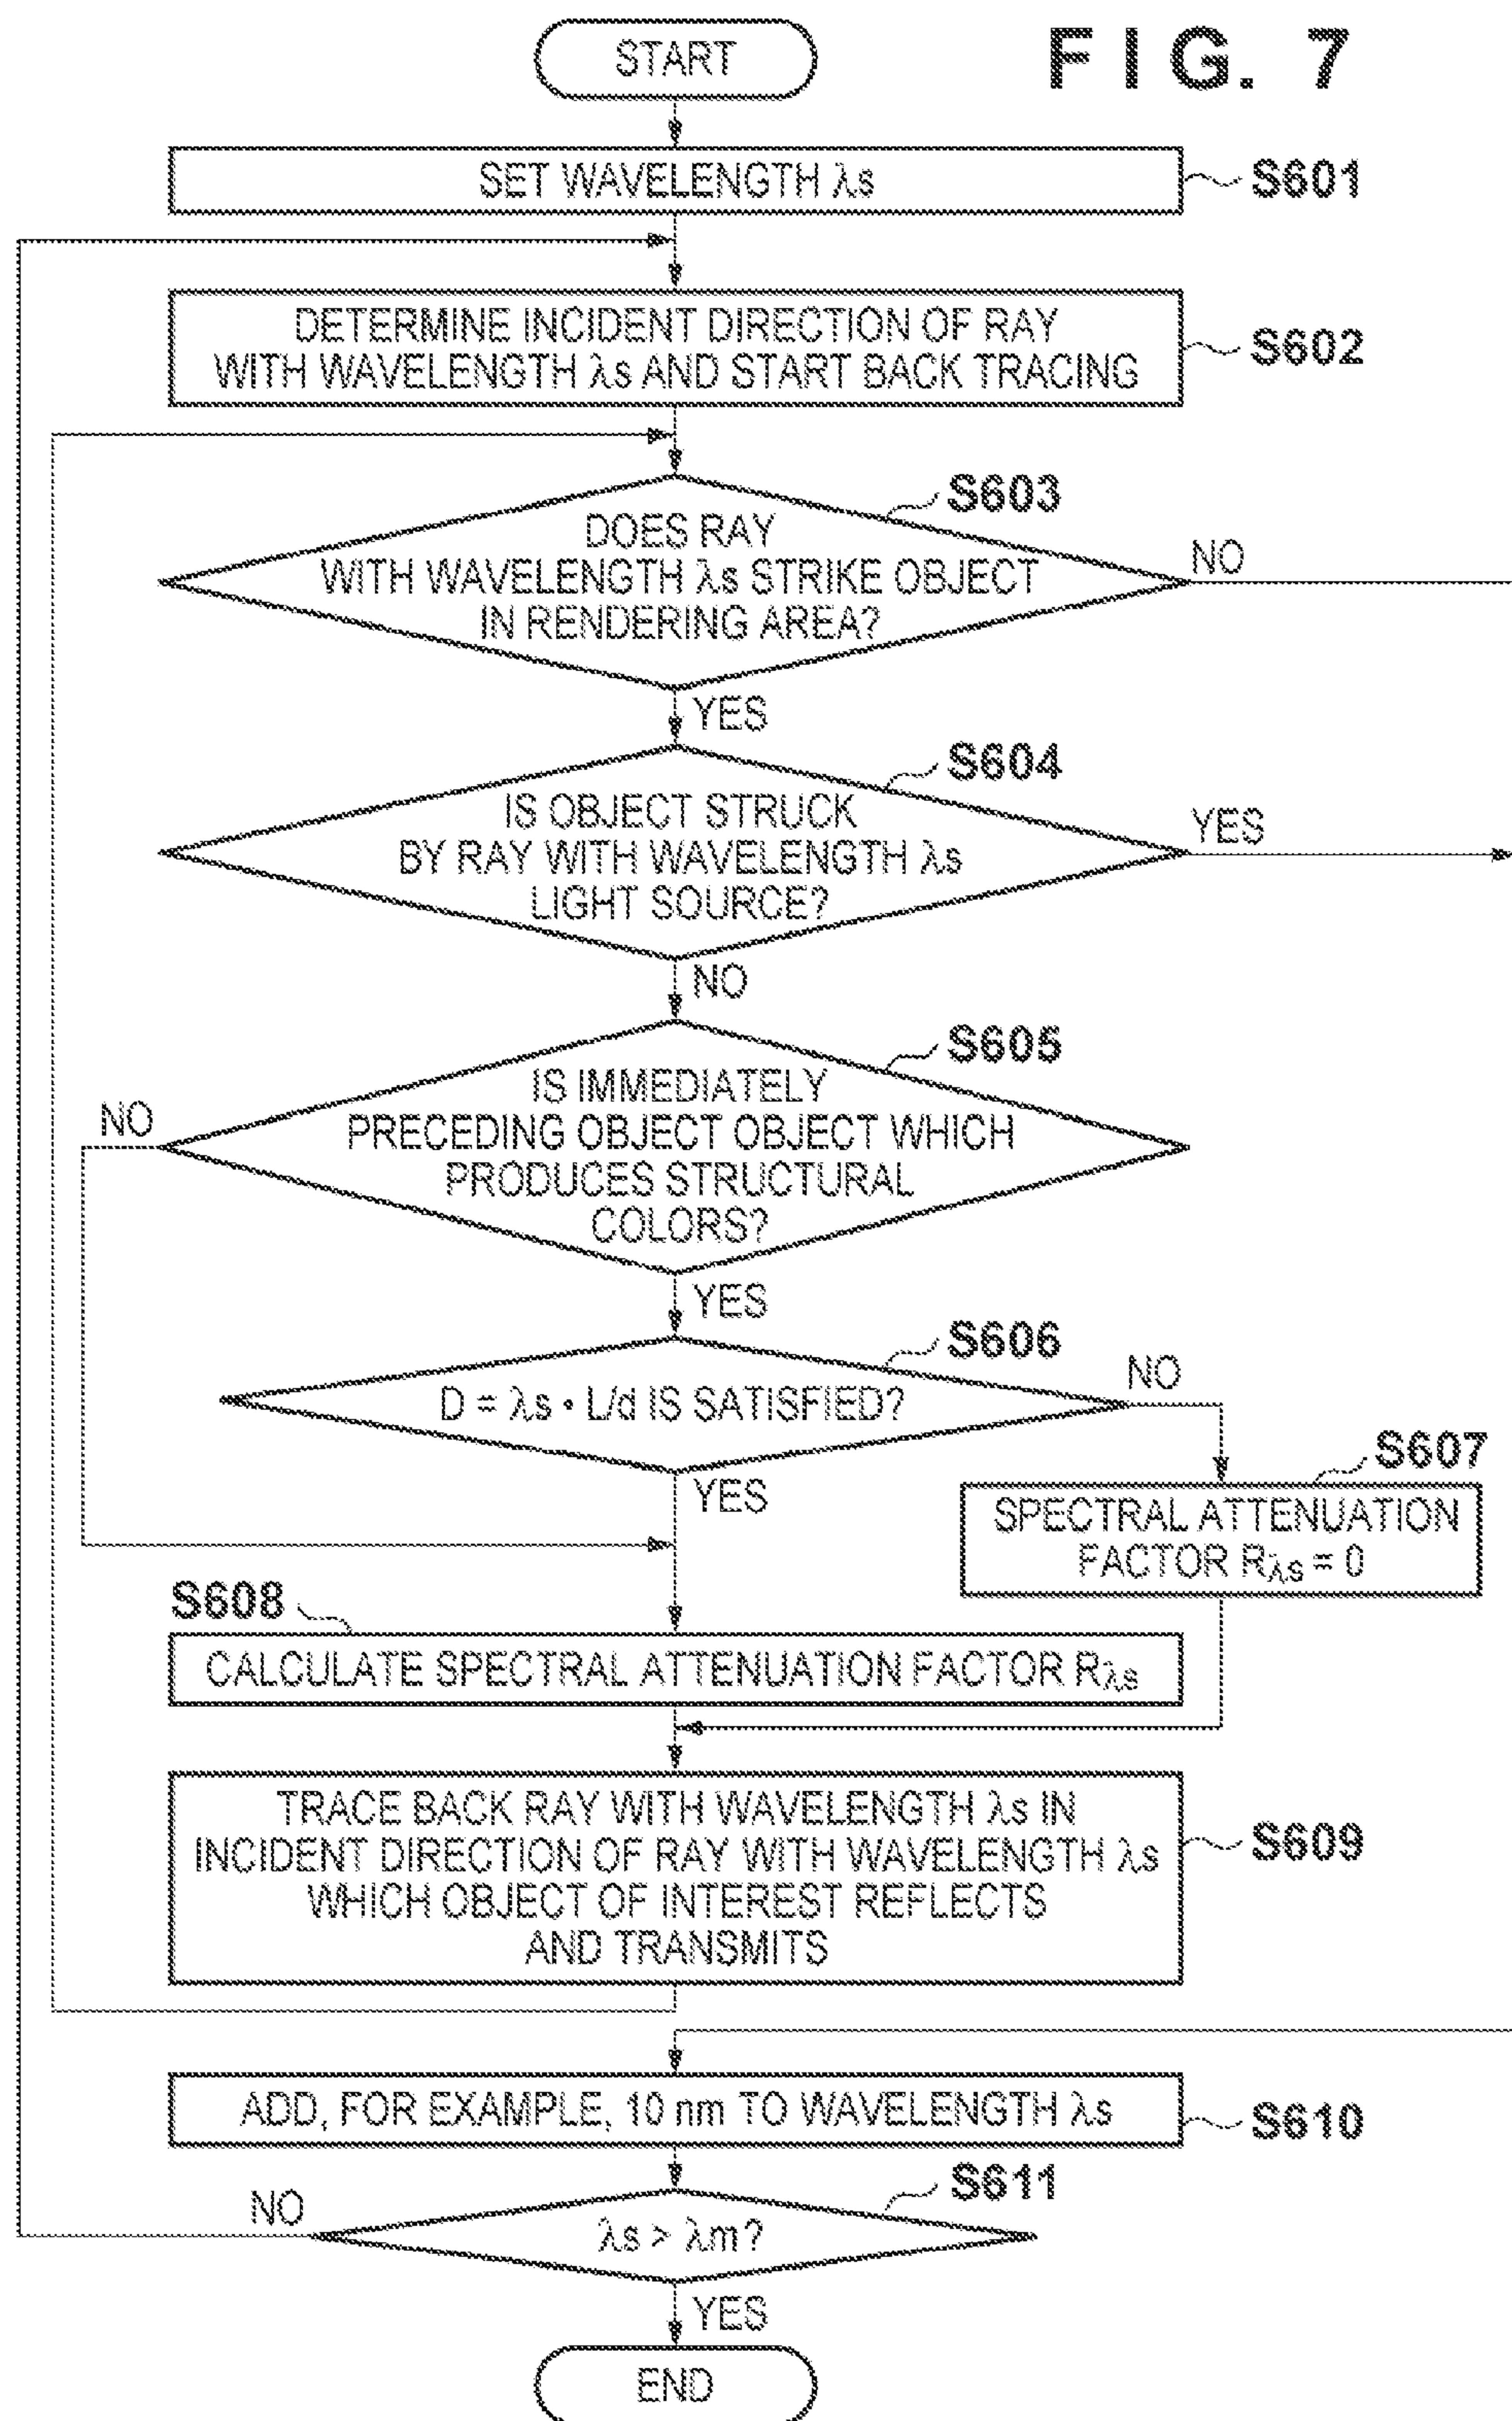 START
FIG. 7
SET WAVELENGTH λs
S601
DETERMINE INCIDENT DIRECTION OF RAY
WITH WAVELENGTH λs AND START BACK TRACING
S602
S603
DOES RAY
WITH WAVELENGTH λs STRIKE OBJECT
IN RENDERING AREA?
NO
YES
S604
IS OBJECT STRUCK
BY RAY WITH WAVELENGTH λs
LIGHT SOURCE?
YES
NO
S605
IS IMMEDIATELY
PRECEDING OBJECT OBJECT WHICH
PRODUCES STRUCTURAL
COLORS?
NO
YES
S606
D = λs • L/d IS SATISFIED?
NO
YES
S607
SPECTRAL ATTENUATION
FACTOR Rλs = 0
S608
CALCULATE SPECTRAL ATTENUATION FACTOR Rλs
TRACE BACK RAY WITH WAVELENGTH λs IN
INCIDENT DIRECTION OF RAY WITH WAVELENGTH λs
WHICH OBJECT OF INTEREST REFLECTS
AND TRANSMITS
S609
ADD, FOR EXAMPLE, 10 nm TO WAVELENGTH λs
S610
S611
λs > λm?
NO
YES
END